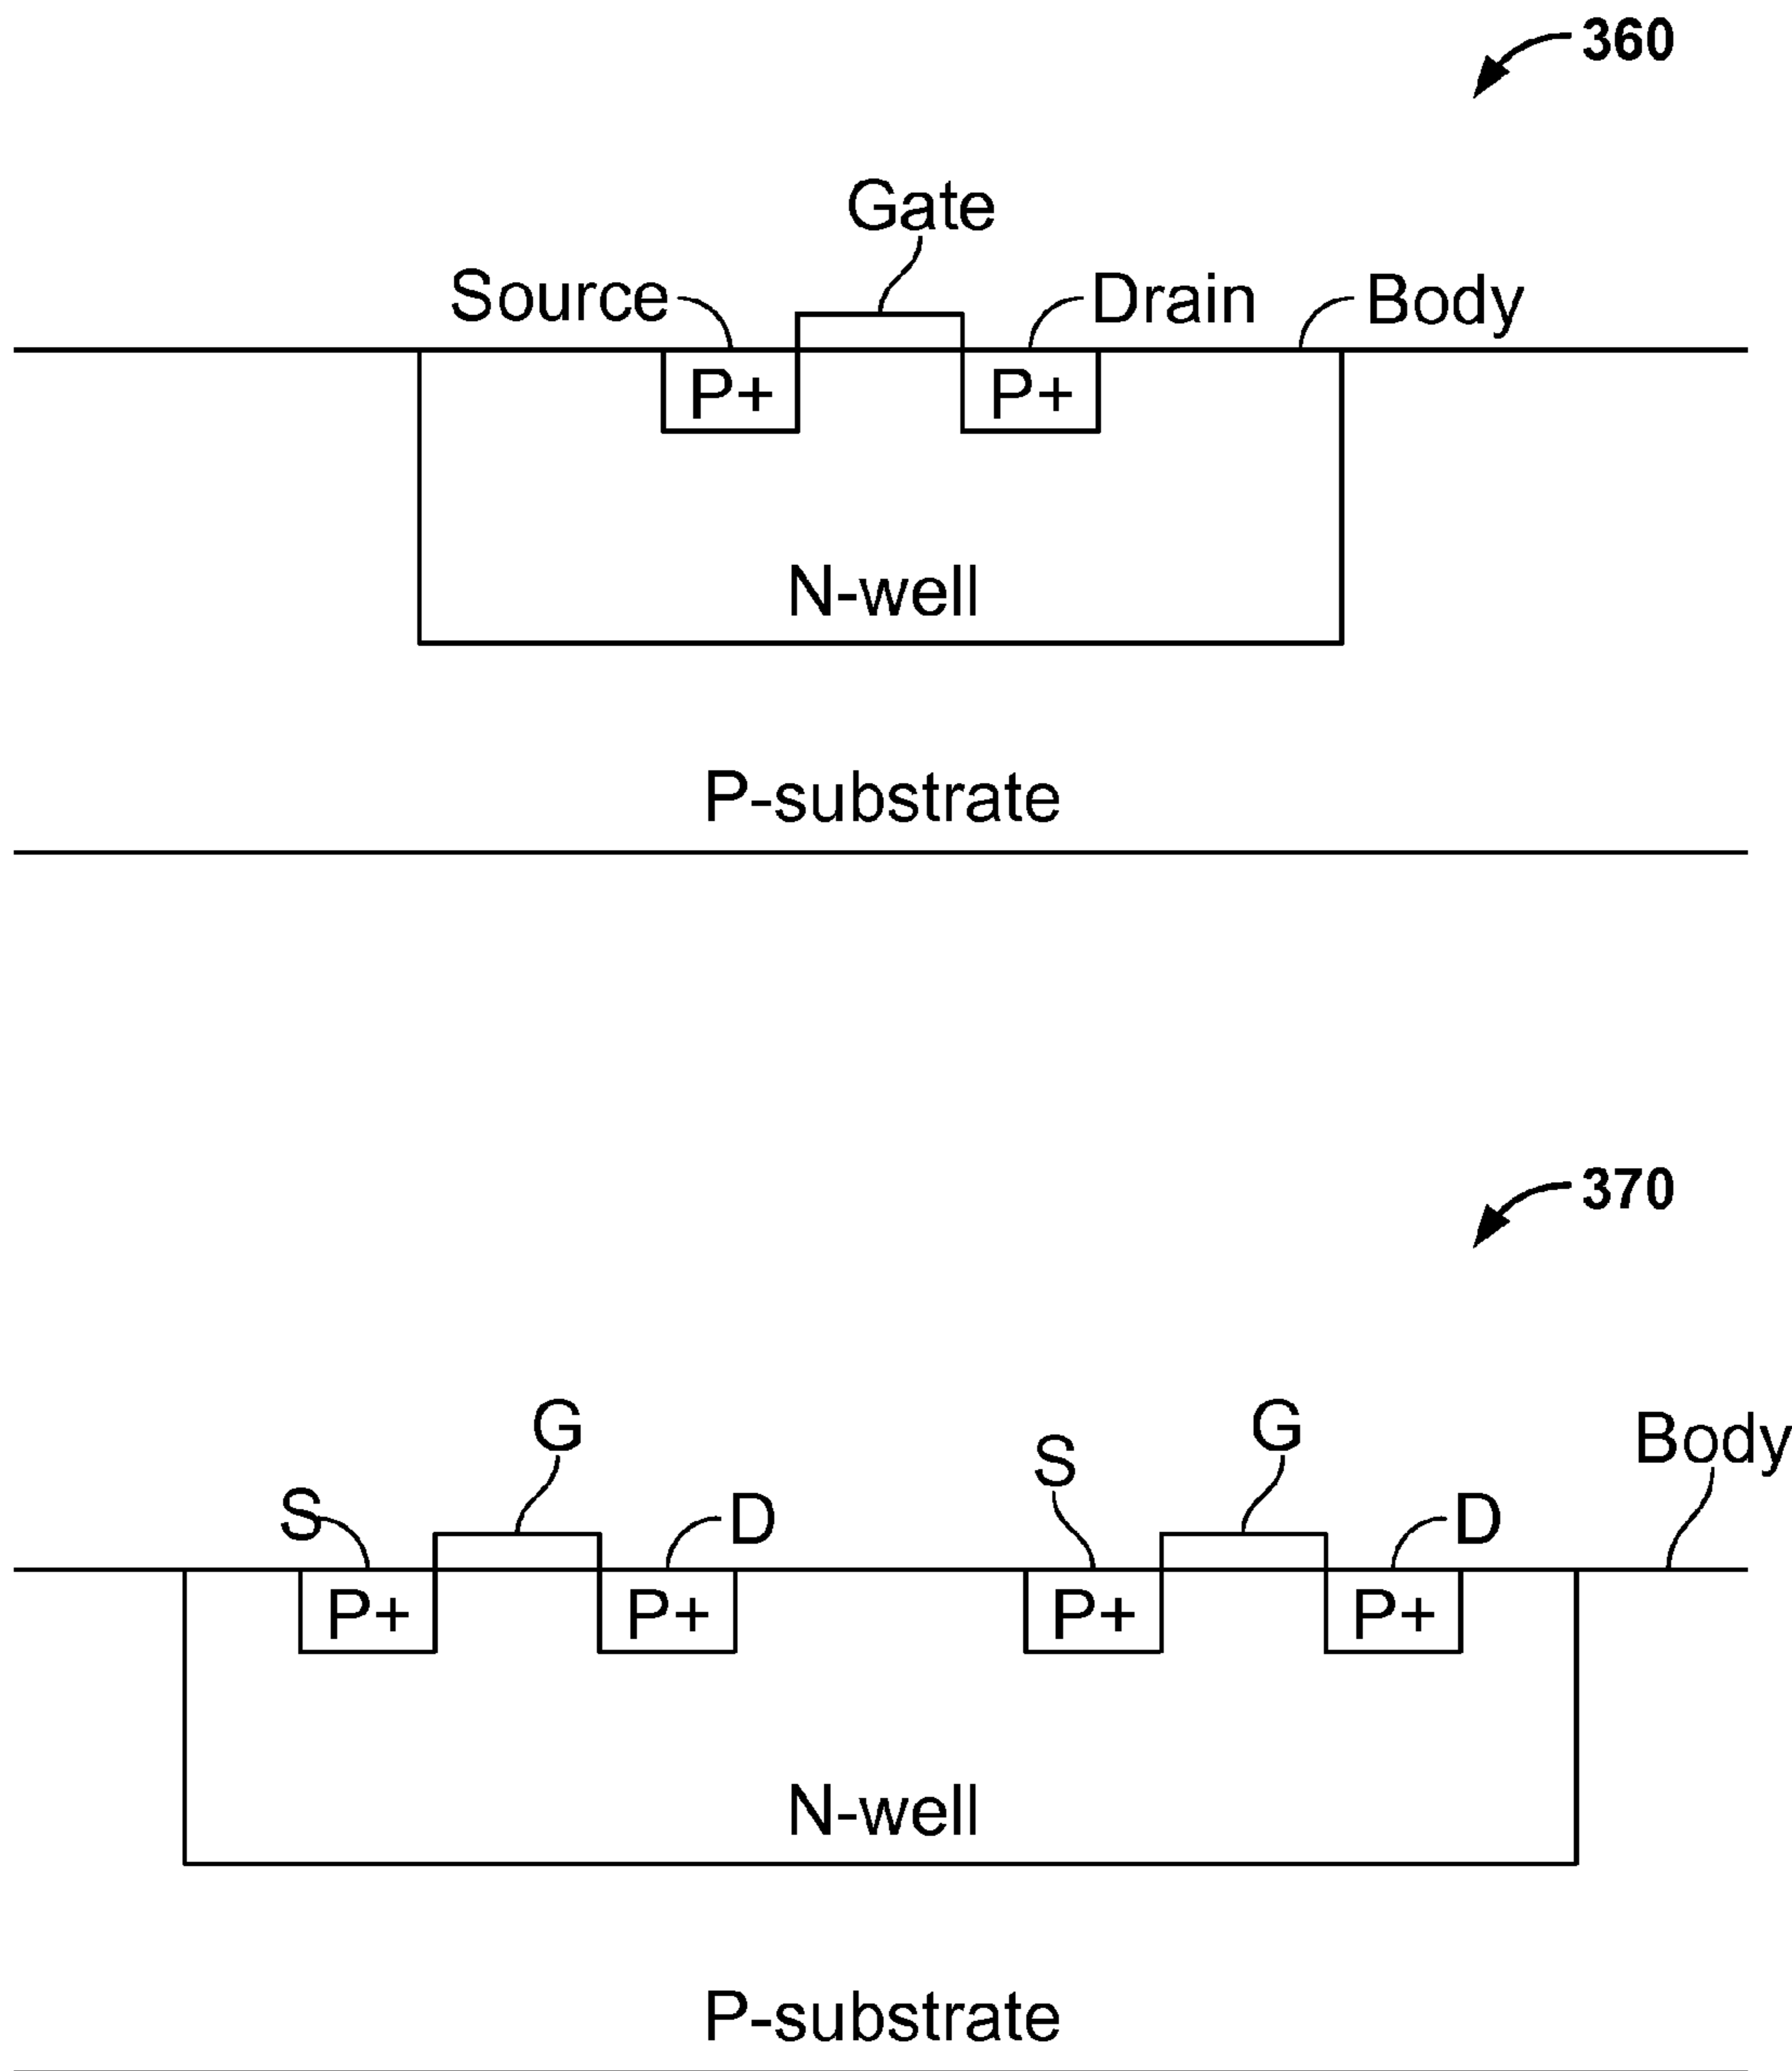 360
Gate
Source Drain Body
P+ P+
N-well
P-substrate
370
G G
S Body
S D D
P+ P+ P+ P+
N-well
P-substrate